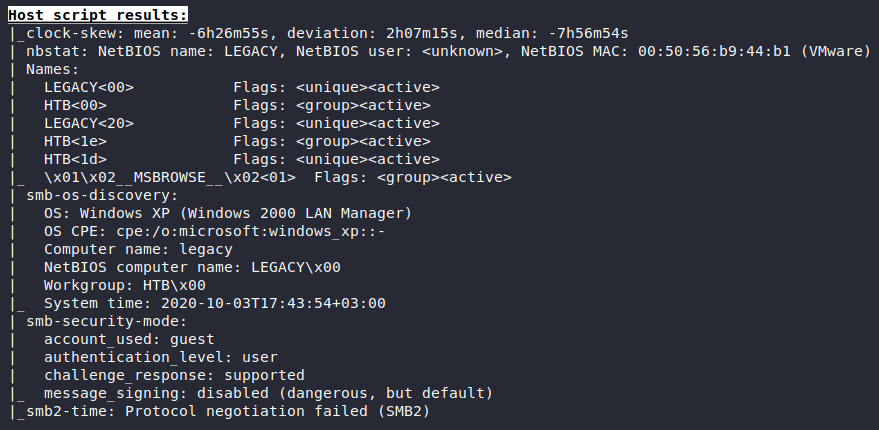 Host script results:
|_clock-skew: mean: -6h26m55s, deviation: 2h07m15s, median: -7h56m54s
| nbstat: NetBIOS name: LEGACY, NetBIOS user: <unknown>, NetBIOS MAC: 00:50:56:b9:44:b1 (VMware)
| Names:
|   LEGACY<00>           Flags: <unique><active>
|   HTB<00>              Flags: <group><active>
|   LEGACY<20>           Flags: <unique><active>
|   HTB<1e>              Flags: <group><active>
|   HTB<1d>              Flags: <unique><active>
|_  \x01\x02__MSBROWSE__\x02<01>  Flags: <group><active>
| smb-os-discovery:
|   OS: Windows XP (Windows 2000 LAN Manager)
|   OS CPE: cpe:/o:microsoft:windows_xp::-
|   Computer name: legacy
|   NetBIOS computer name: LEGACY\x00
|   Workgroup: HTB\x00
|_  System time: 2020-10-03T17:43:54+03:00
| smb-security-mode:
|   account_used: guest
|   authentication_level: user
|   challenge_response: supported
|_  message_signing: disabled (dangerous, but default)
|_smb2-time: Protocol negotiation failed (SMB2)